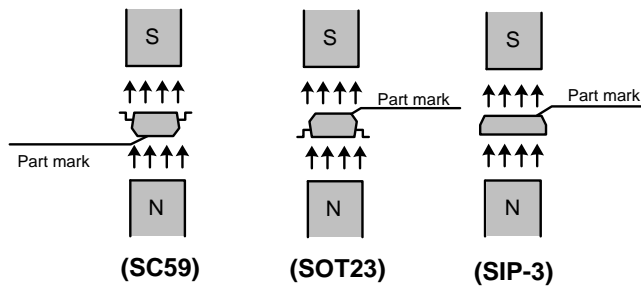 S S S
Part mark Part mark
Part mark
N N N
(SC59) (SOT23) (SIP-3)